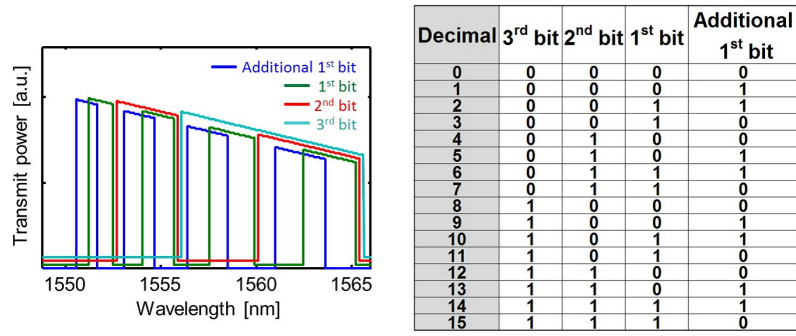 Transmit power [a.u.]
Additional 1st bit
1st bit
2nd bit
3rd bit
1550 1555 1560 1565
Wavelength [nm]
Decimal 3rd bit 2nd bit 1st bit Additional 1st bit
0 0 0 0 0
1 0 0 0 1
2 0 0 1 1
3 0 0 1 0
4 0 1 0 0
5 0 1 0 1
6 0 1 1 1
7 0 1 1 0
8 1 0 0 0
9 1 0 0 1
10 1 0 1 1
11 1 0 1 0
12 1 1 0 0
13 1 1 0 1
14 1 1 1 1
15 1 1 1 0